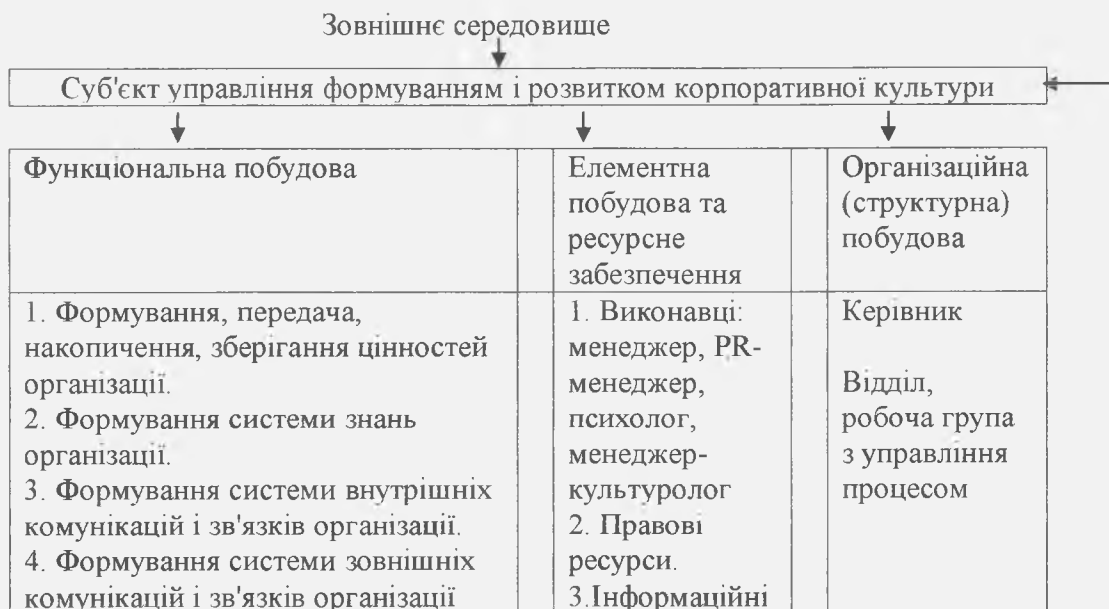 Зовнішнє середовище
Суб'єкт управління формуванням і розвитком корпоративної культури
Функціональна побудова
Елементна
побудова та
ресурсне
забезпечення
Організаційна
(структурна)
побудова
1. Формування, передача,
накопичення, зберігання цінностей
організації.
2. Формування системи знань
організації.
3. Формування системи внутрішніх
комунікацій і зв'язків організації.
4. Формування системи зовнішніх
комунікацій і зв'язків організації
1. Виконавці:
менеджер, PR-
менеджер,
психолог,
менеджер-
культуролог
2. Правові
ресурси.
3.Інформаційні
Керівник
Відділ,
робоча група
з управління
процесом